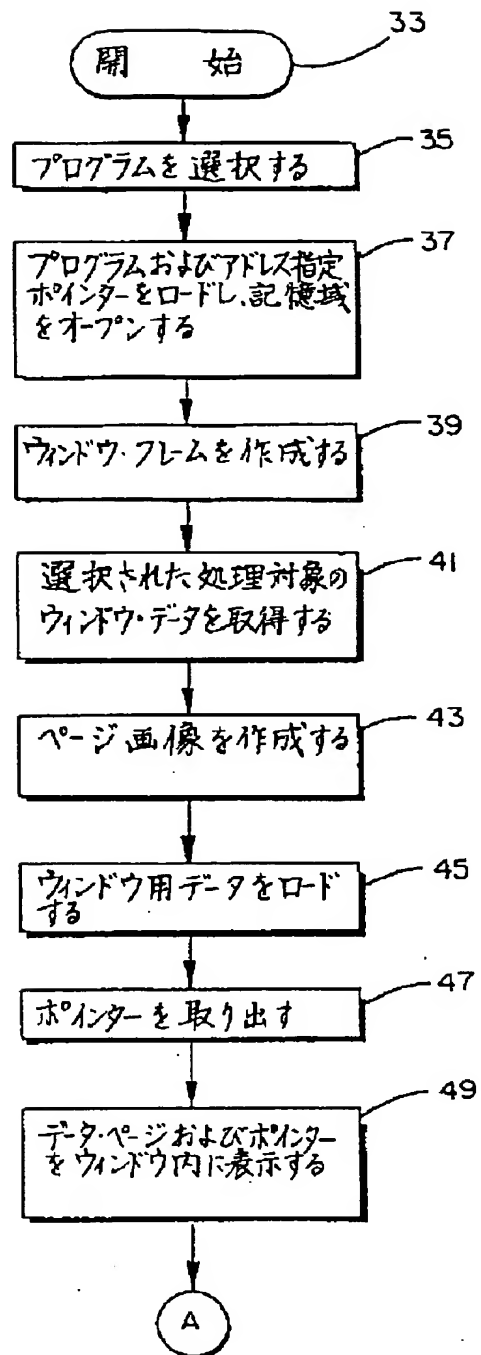 33
開 始
35
プログラムを選択する
37
プログラムおよびアドレス指定
ポインターをロードし、記憶域
をオープンする
39
ウィンドウ・フレームを作成する
41
選択された処理対象の
ウィンドウ・データを取得する
43
ページ画像を作成する
45
ウィンドウ用データをロード
する
47
ポインターを取り出す
49
データ・ページおよびポインター
をウィンドウ内に表示する
A